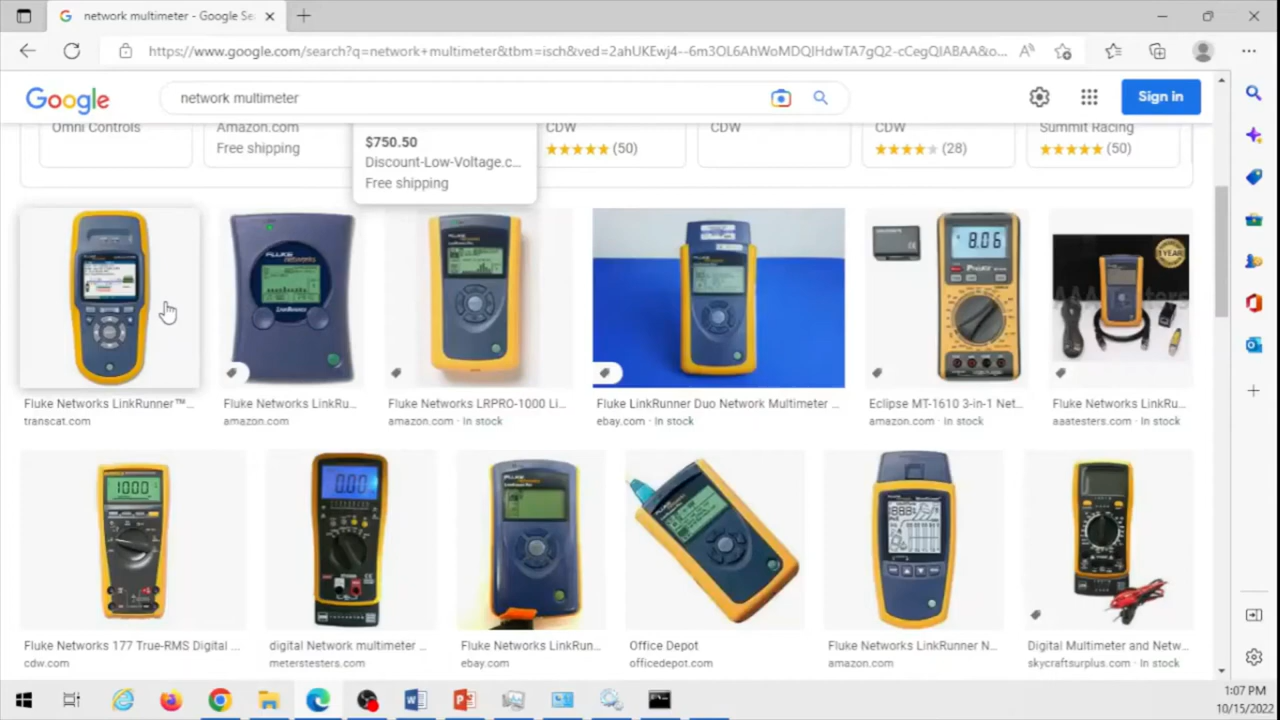 network multimeter - Google Se
https://www.google.com/search?q=network+multimeter&tbm=isch&ved=2ahUKEwj4--6m3OL6AhWoMDQIHdwTA7gQ2-cCegQIABAA&o...
Google
network multimeter
Sign in
Omni Controls
Amazon.com
Free shipping
$750.50
Discount-Low-Voltage.c...
Free shipping
CDW
(50)
CDW
CDW
(28)
Summit Racing
(50)
FLUKE
networks
LinkRunner
8.06
1 YEAR
Fluke Networks LinkRunner™...
transcat.com
Fluke Networks LinkRu...
amazon.com
Fluke Networks LRPRO-1000 Li...
amazon.com · In stock
Fluke LinkRunner Duo Network Multimeter ...
ebay.com · In stock
Eclipse MT-1610 3-in-1 Net...
amazon.com · In stock
Fluke Networks LinkRu...
aaatesters.com
1000
0.00
Fluke Networks 177 True-RMS Digital ...
cdw.com
digital Network multimeter ...
meterstesters.com
Fluke Networks LinkRun...
ebay.com
Office Depot
officedepot.com
Fluke Networks LinkRunner N...
amazon.com
Digital Multimeter and Netw...
skycraftsurplus.com · In stock
1:07 PM
10/15/2022